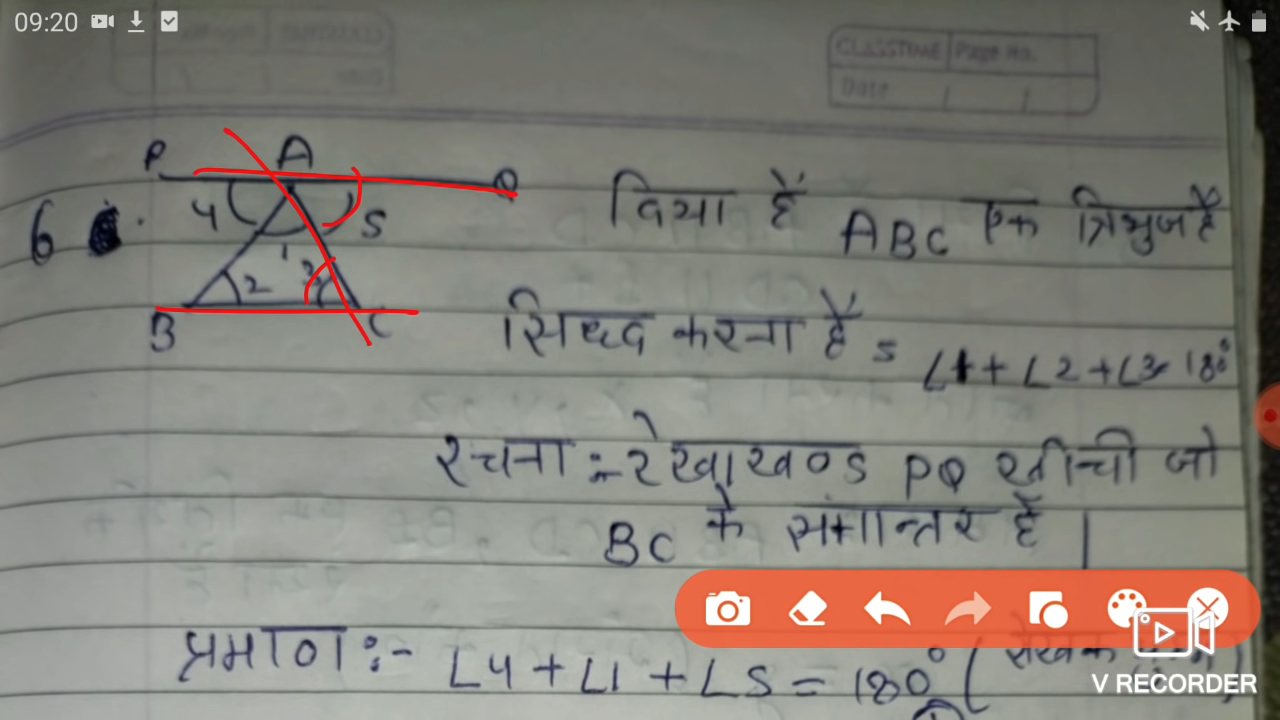 09:20
CLASSTIME Page No.
Date / /
P A Q
6 4 5
1
2 3
B C
दिया है ABC एक त्रिभुज है
सिध्द करना है = ∠1+∠2+∠3= 180°
रचना :- रेखाखण्ड PQ खींची जो
BC के समान्तर है |
प्रमाण :- ∠4+∠1+∠5=180° (
V RECORDER